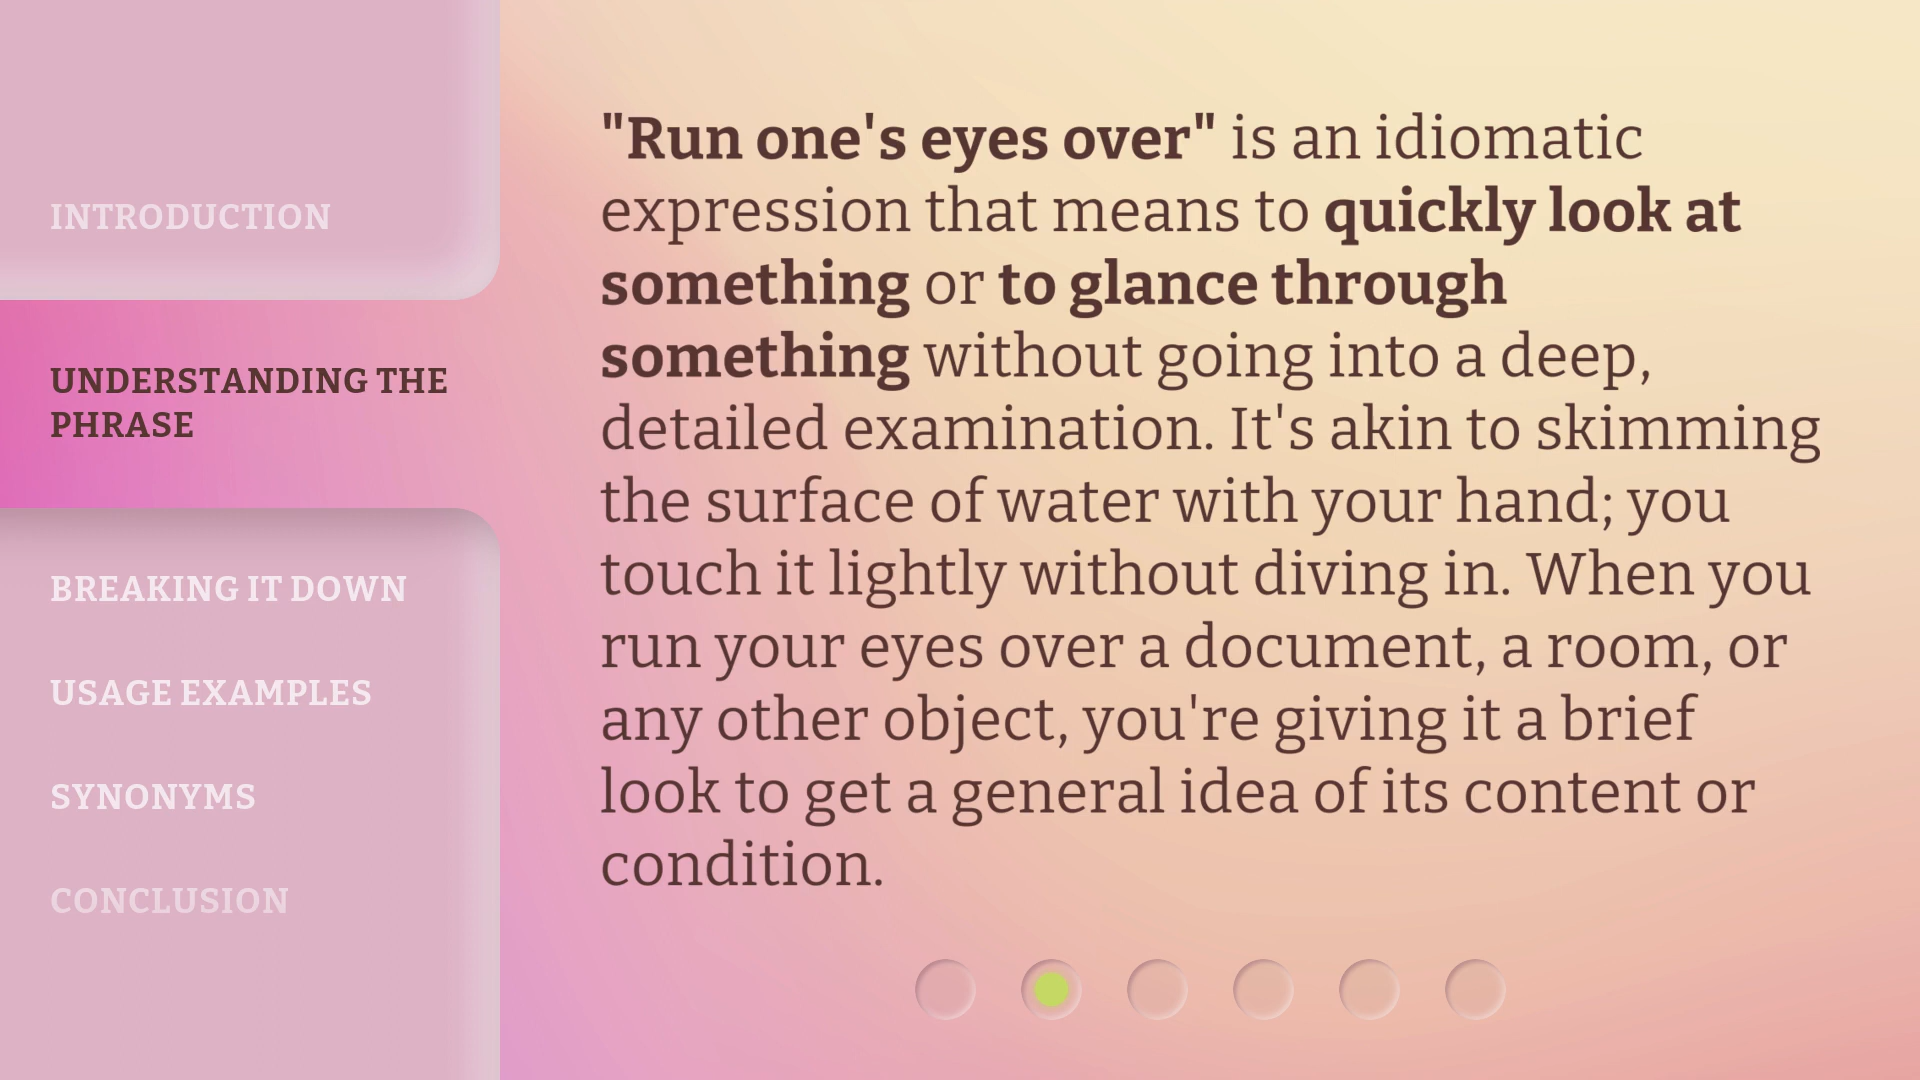 INTRODUCTION
UNDERSTANDING THE
PHRASE
BREAKING IT DOWN
USAGE EXAMPLES
SYNONYMS
CONCLUSION
"Run one's eyes over" is an idiomatic
expression that means to quickly look at
something or to glance through
something without going into a deep,
detailed examination. It's akin to skimming
the surface of water with your hand; you
touch it lightly without diving in. When you
run your eyes over a document, a room, or
any other object, you're giving it a brief
look to get a general idea of its content or
condition.